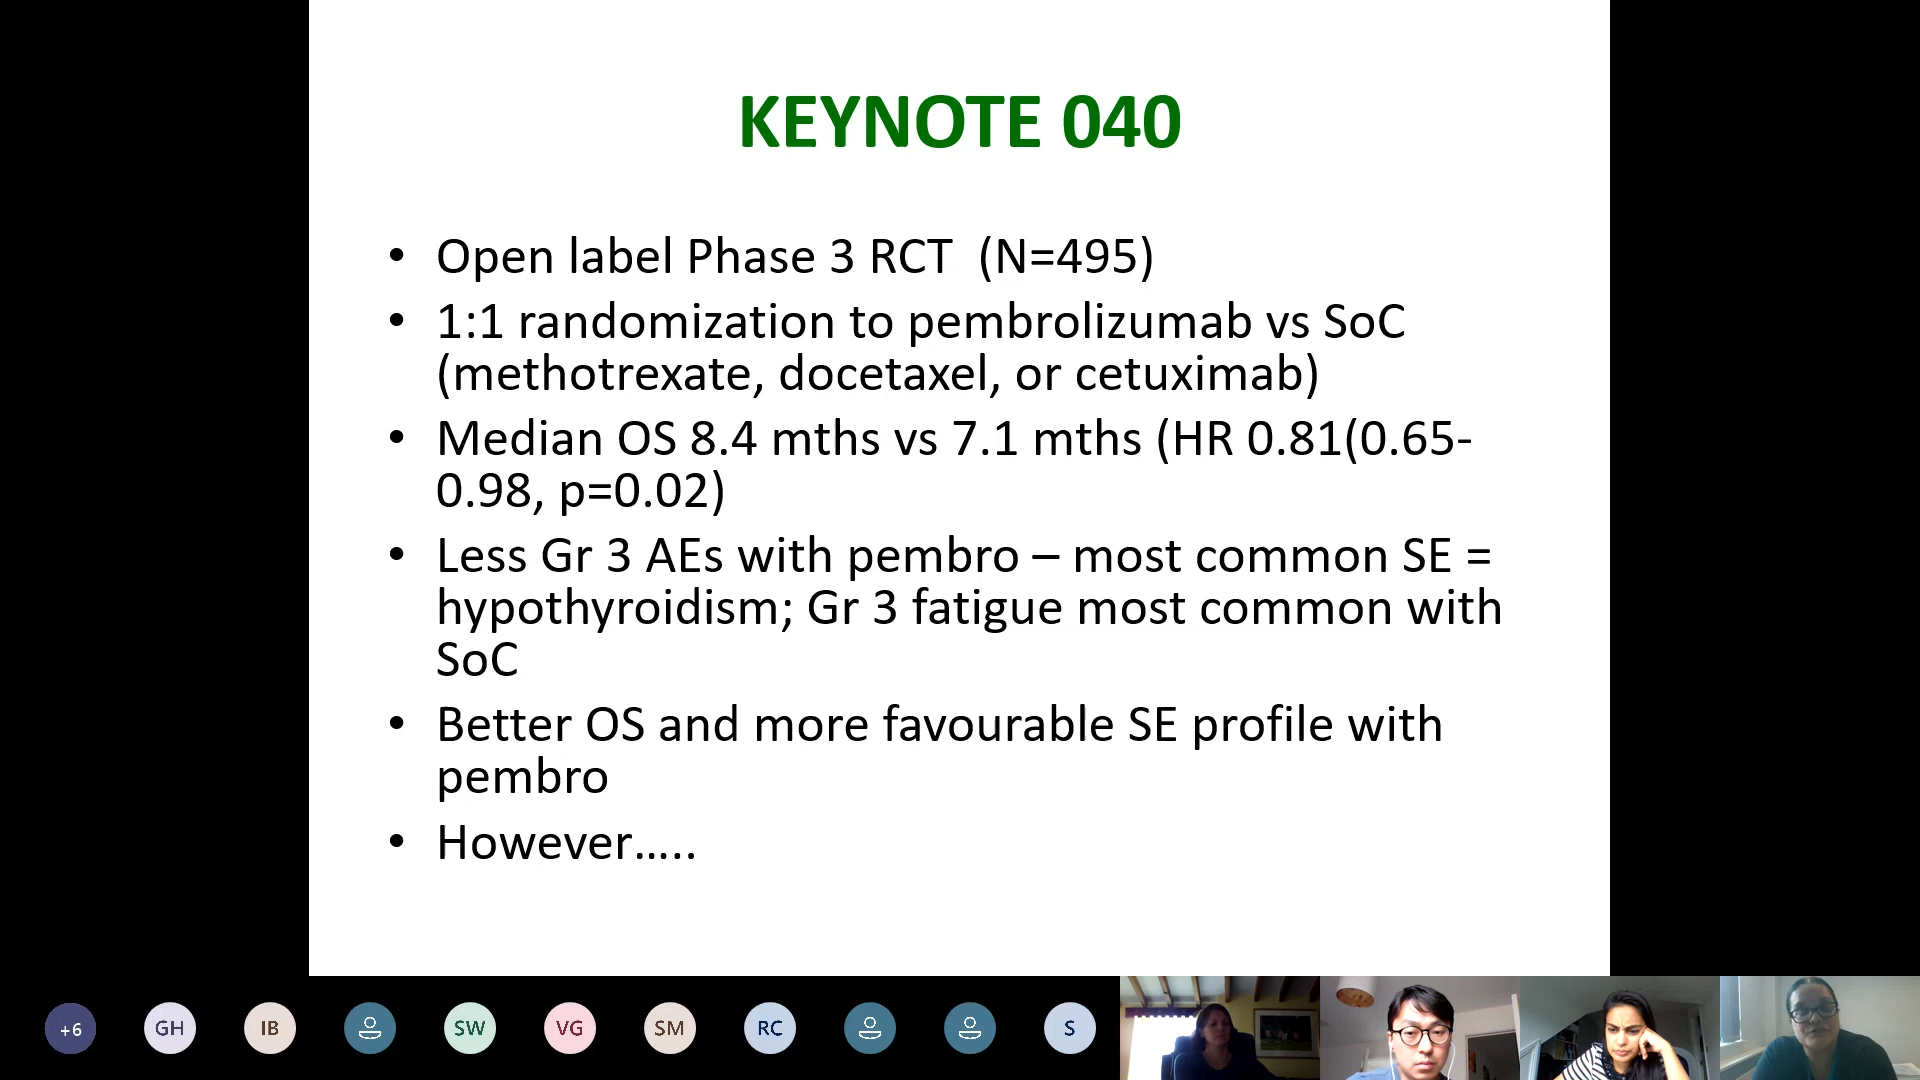 KEYNOTE 040
• Open label Phase 3 RCT  (N=495)
• 1:1 randomization to pembrolizumab vs SoC
(methotrexate, docetaxel, or cetuximab)
• Median OS 8.4 mths vs 7.1 mths (HR 0.81(0.65-
0.98, p=0.02)
• Less Gr 3 AEs with pembro – most common SE =
hypothyroidism; Gr 3 fatigue most common with
SoC
• Better OS and more favourable SE profile with
pembro
• However…..
+6 GH IB SW VG SM RC S